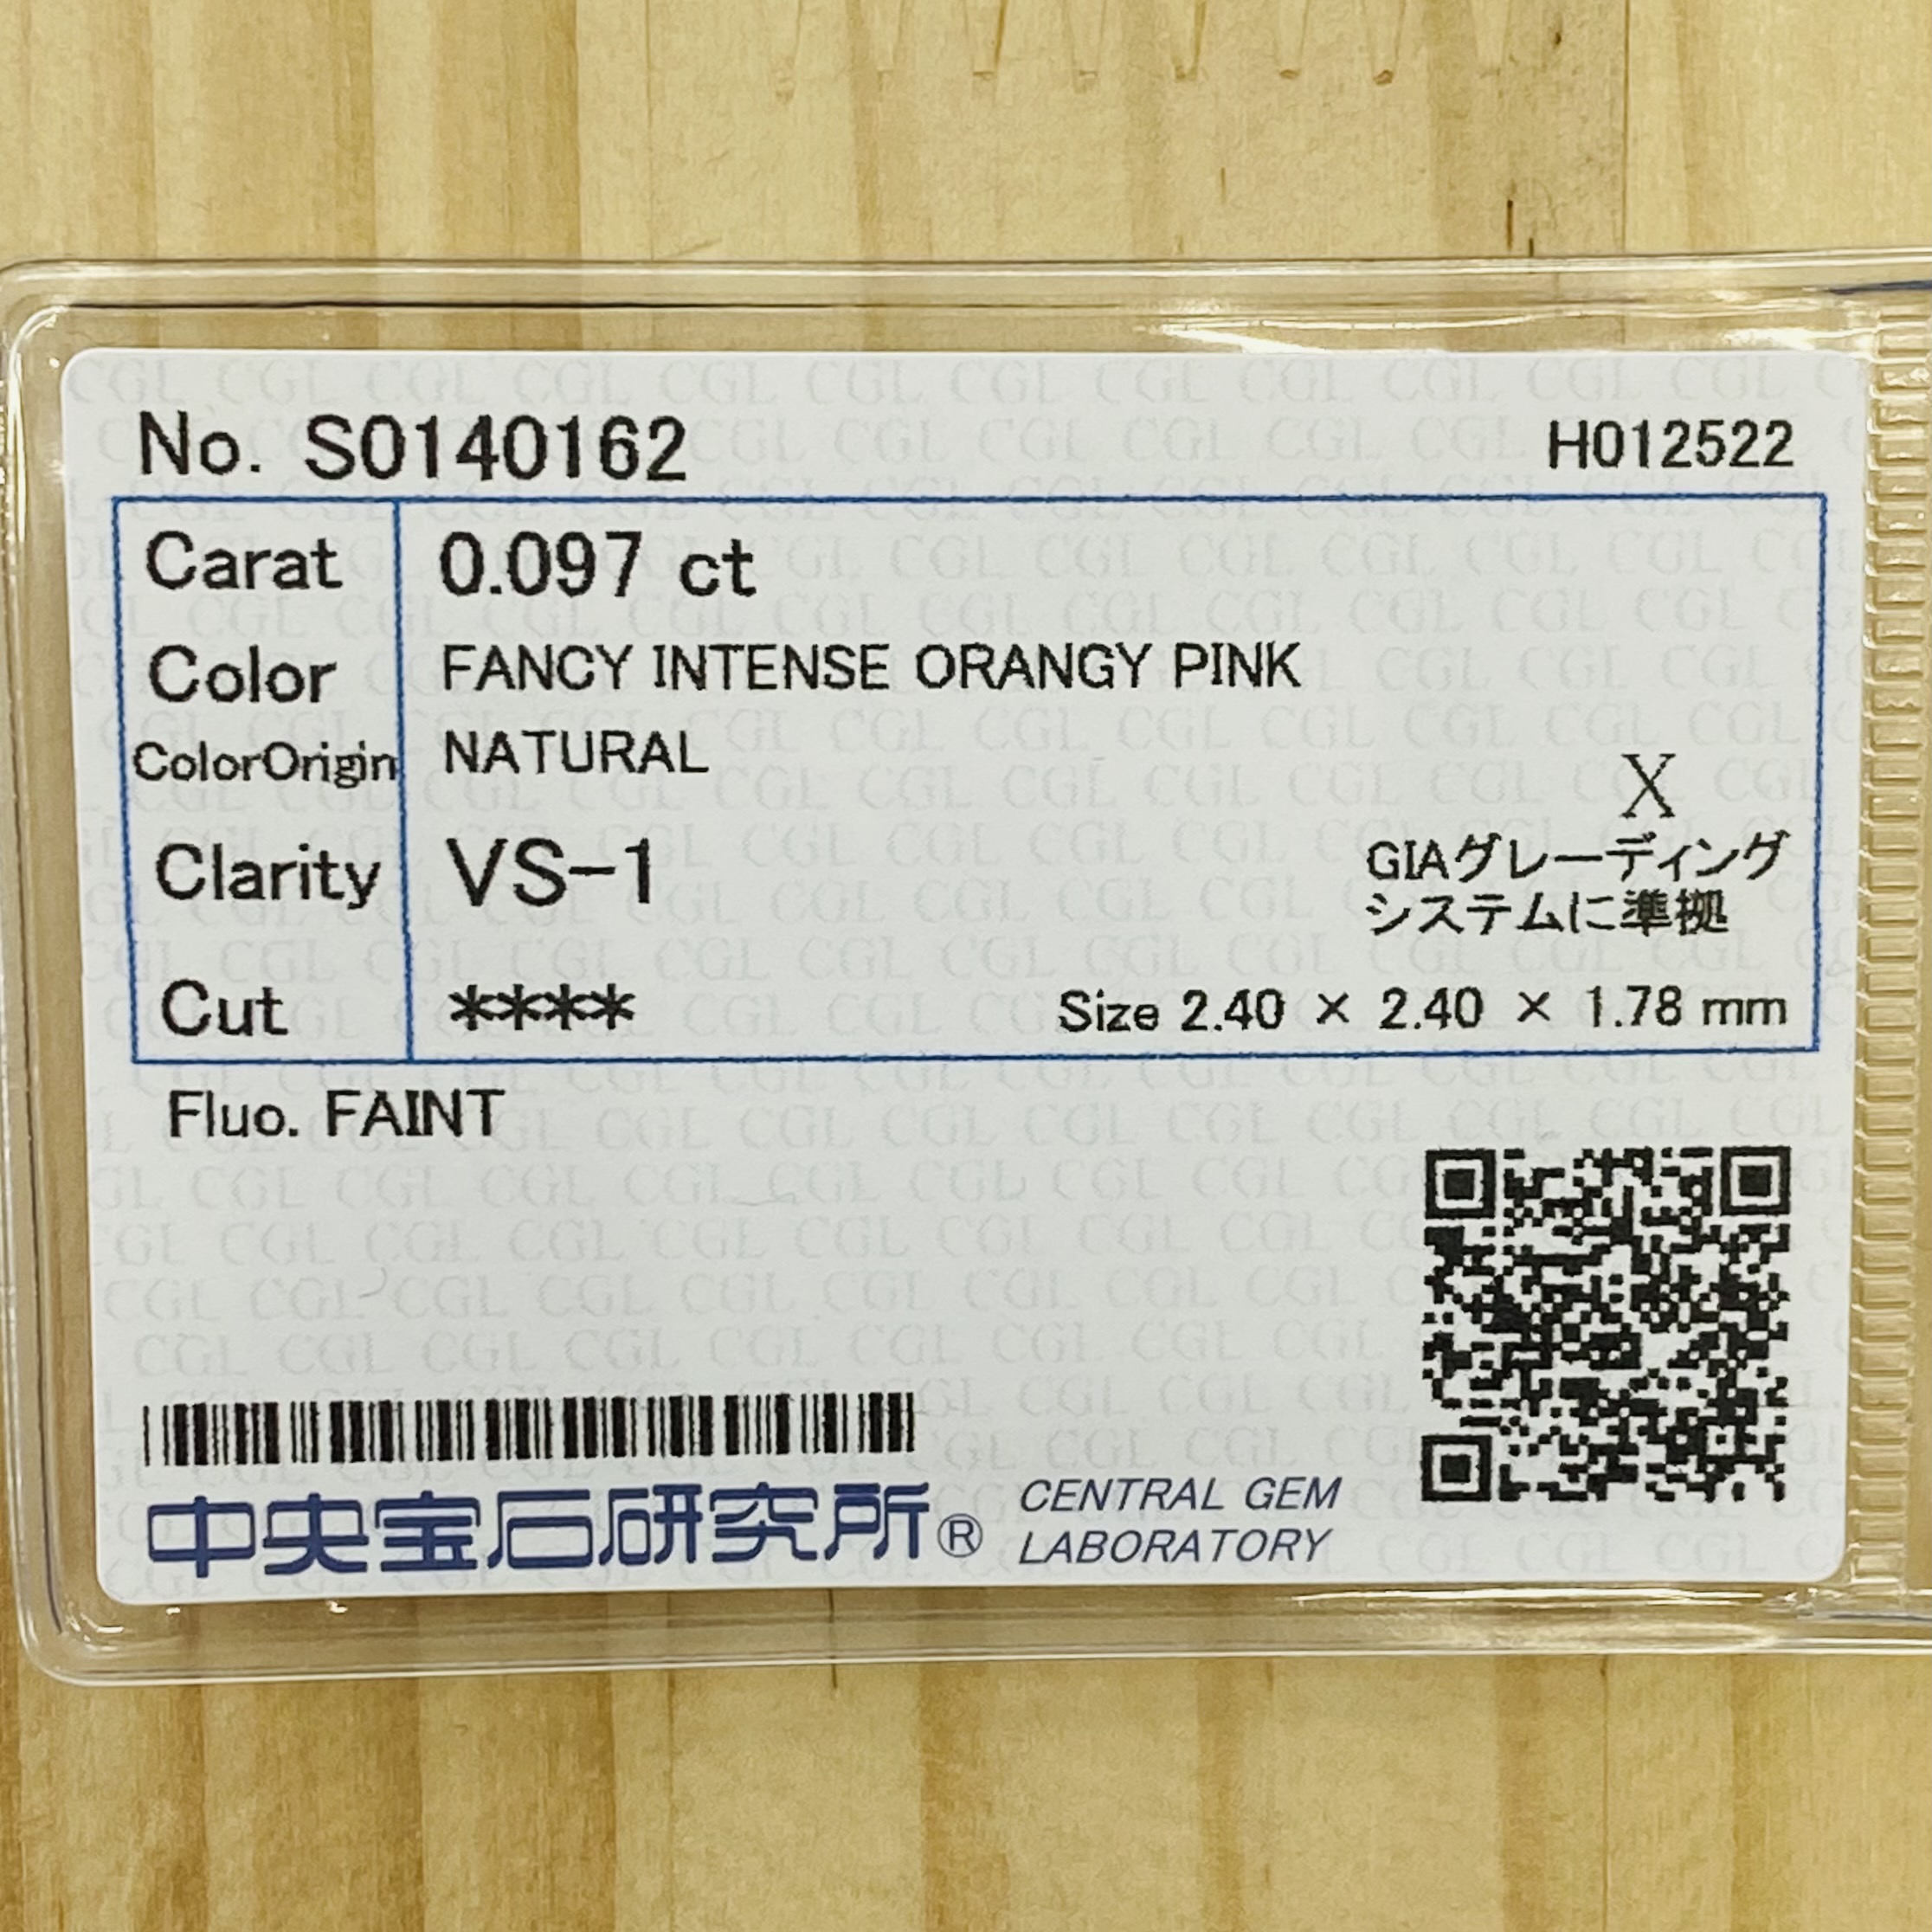 No. S0140162 H012522
Carat 0.097 ct
Color FANCY INTENSE ORANGY PINK
ColorOrigin NATURAL
X
Clarity VS-1
GIAグレーディング
システムに準拠
Cut **** Size 2.40 × 2.40 × 1.78 mm
Fluo. FAINT
中央宝石研究所® CENTRAL GEM
LABORATORY